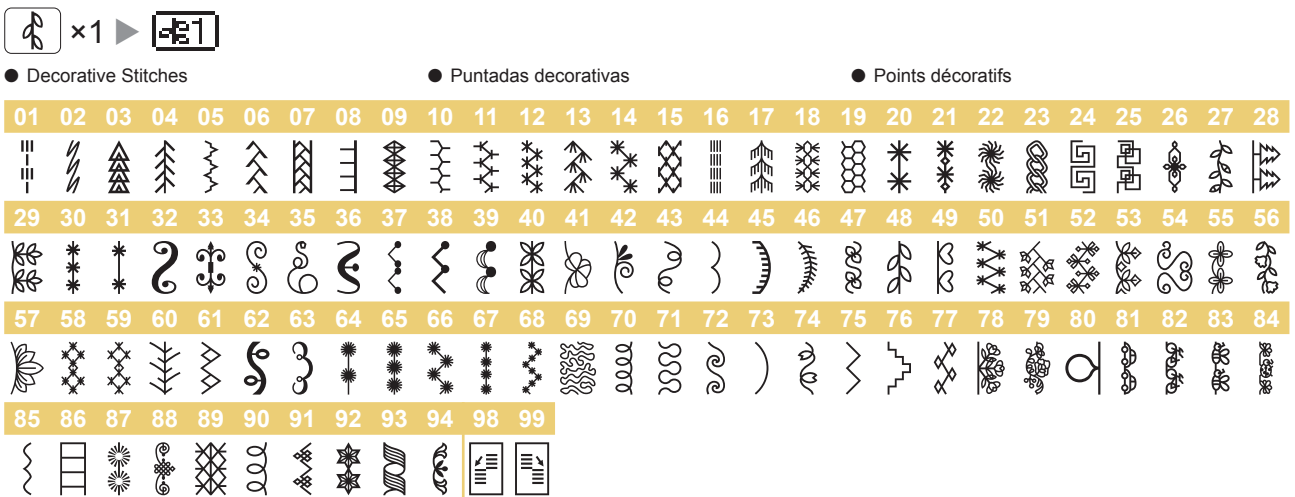 ×1 ▶ 1
● Decorative Stitches ● Puntadas decorativas ● Points décoratifs
01 02 03 04 05 06 07 08 09 10 11 12 13 14 15 16 17 18 19 20 21 22 23 24 25 26 27 28
29 30 31 32 33 34 35 36 37 38 39 40 41 42 43 44 45 46 47 48 49 50 51 52 53 54 55 56
57 58 59 60 61 62 63 64 65 66 67 68 69 70 71 72 73 74 75 76 77 78 79 80 81 82 83 84
85 86 87 88 89 90 91 92 93 94 98 99